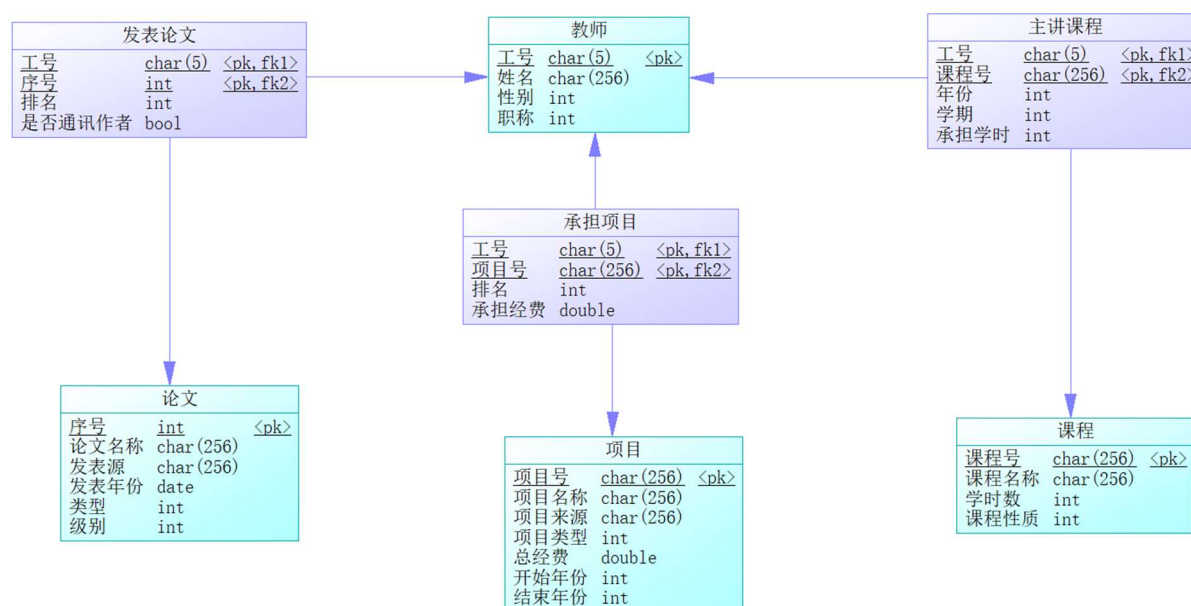 发表论文
工号 char(5) <pk,fk1>
序号 int <pk,fk2>
排名 int
是否通讯作者 bool
教师
工号 char(5) <pk>
姓名 char(256)
性别 int
职称 int
主讲课程
工号 char(5) <pk,fk1>
课程号 char(256) <pk,fk2>
年份 int
学期 int
承担学时 int
承担项目
工号 char(5) <pk,fk1>
项目号 char(256) <pk,fk2>
排名 int
承担经费 double
论文
序号 int <pk>
论文名称 char(256)
发表源 char(256)
发表年份 date
类型 int
级别 int
项目
项目号 char(256) <pk>
项目名称 char(256)
项目来源 char(256)
项目类型 int
总经费 double
开始年份 int
结束年份 int
课程
课程号 char(256) <pk>
课程名称 char(256)
学时数 int
课程性质 int